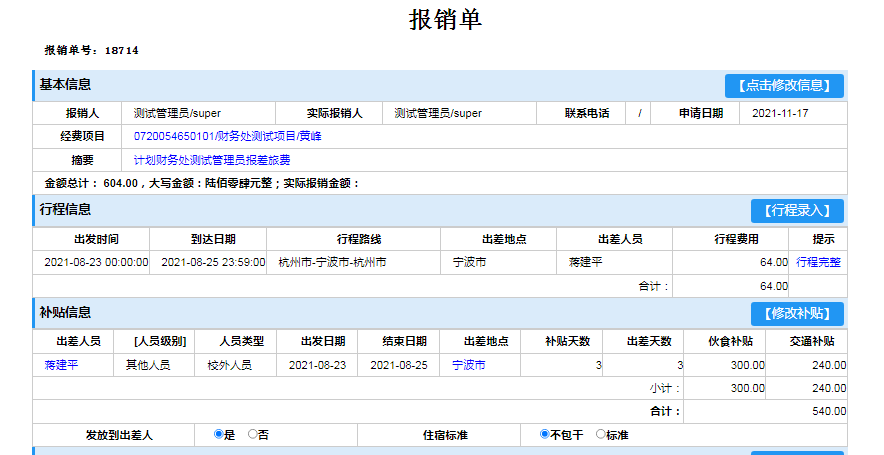 报销单
报销单号：18714
基本信息 【点击修改信息】
报销人 测试管理员/super 实际报销人 测试管理员/super 联系电话 / 申请日期 2021-11-17
经费项目 0720054650101/财务处测试项目/黄峰
摘要 计划财务处测试管理员报差旅费
金额总计： 604.00，大写金额：陆佰零肆元整；实际报销金额：
行程信息 【行程录入】
出发时间 到达日期 行程路线 出差地点 出差人员 行程费用 提示
2021-08-23 00:00:00 2021-08-25 23:59:00 杭州市-宁波市-杭州市 宁波市 蒋建平 64.00 行程完整
合计： 64.00
补贴信息 【修改补贴】
出差人员 [人员级别] 人员类型 出发日期 结束日期 出差地点 补贴天数 出差天数 伙食补贴 交通补贴
蒋建平 其他人员 校外人员 2021-08-23 2021-08-25 宁波市 3 3 300.00 240.00
小计： 300.00 240.00
合计： 540.00
发放到出差人 是 否 住宿标准 不包干 标准